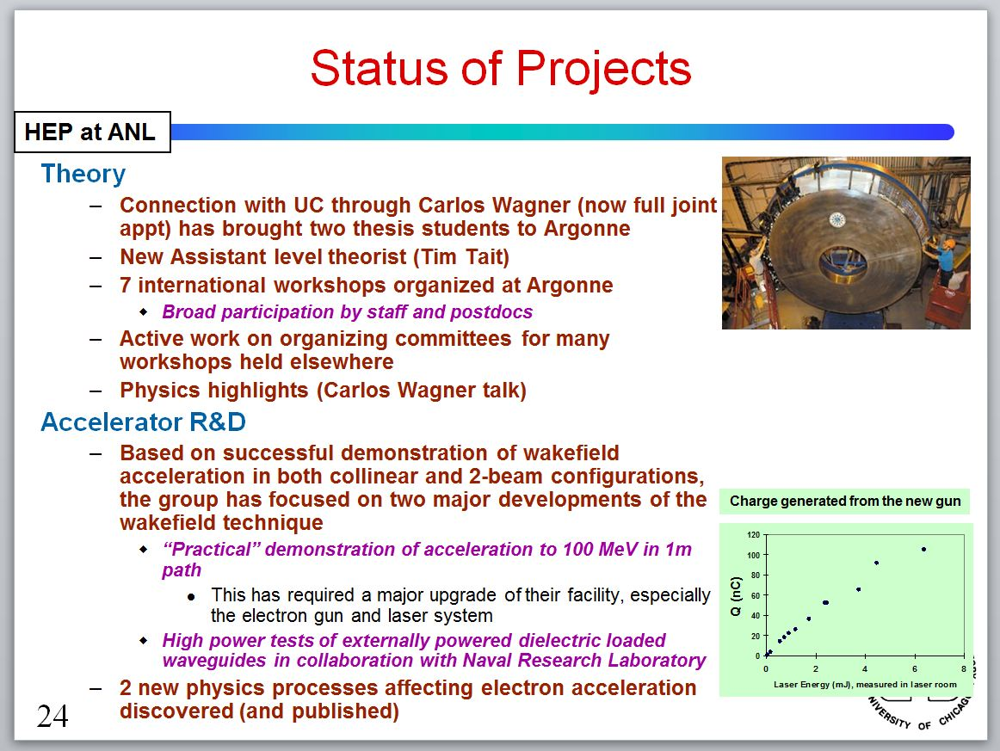 Status of Projects
HEP at ANL
Theory
– Connection with UC through Carlos Wagner (now full joint
appt) has brought two thesis students to Argonne
– New Assistant level theorist (Tim Tait)
– 7 international workshops organized at Argonne
Broad participation by staff and postdocs
– Active work on organizing committees for many
workshops held elsewhere
– Physics highlights (Carlos Wagner talk)
Accelerator R&D
– Based on successful demonstration of wakefield
acceleration in both collinear and 2-beam configurations,
the group has focused on two major developments of the
wakefield technique
“Practical” demonstration of acceleration to 100 MeV in 1m
path
● This has required a major upgrade of their facility, especially
the electron gun and laser system
High power tests of externally powered dielectric loaded
waveguides in collaboration with Naval Research Laboratory
– 2 new physics processes affecting electron acceleration
discovered (and published)
24
Charge generated from the new gun
Q (nC)
120
100
80
60
40
20
0
0 2 4 6 8
Laser Energy (mJ), measured in laser room
OF